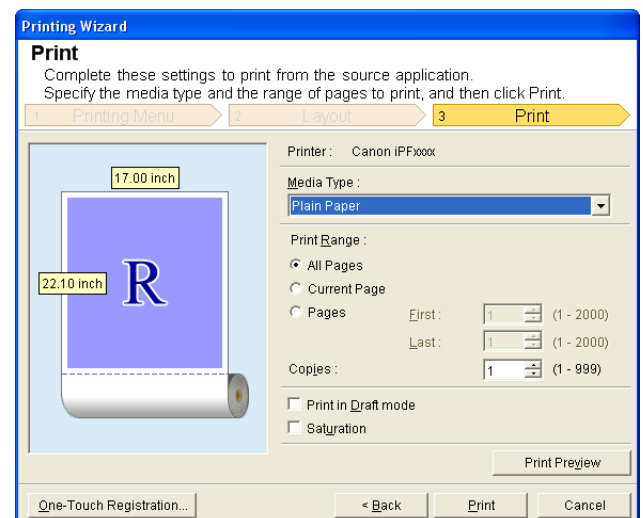 Printing Wizard
Print
Complete these settings to print from the source application.
Specify the media type and the range of pages to print, and then click Print.
1 Printing Menu 2 Layout 3 Print
Printer : Canon iPFxxxx
17.00 inch
Media Type :
Plain Paper
Print Range :
All Pages
22.10 inch
R
Current Page
Pages First : 1 (1 - 2000)
Last : 1 (1 - 2000)
Copies : 1 (1 - 999)
Print in Draft mode
Saturation
Print Preview
One-Touch Registration... < Back Print Cancel